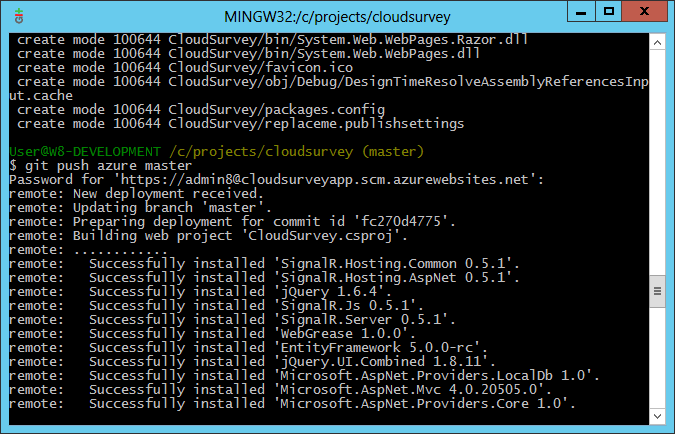 MINGW32:/c/projects/cloudsurvey
create mode 100644 CloudSurvey/bin/System.Web.WebPages.Razor.dll
create mode 100644 CloudSurvey/bin/System.Web.WebPages.dll
create mode 100644 CloudSurvey/favicon.ico
create mode 100644 CloudSurvey/obj/Debug/DesignTimeResolveAssemblyReferencesInp
ut.cache
create mode 100644 CloudSurvey/packages.config
create mode 100644 CloudSurvey/replaceme.publishsettings
User@W8-DEVELOPMENT /c/projects/cloudsurvey (master)
$ git push azure master
Password for 'https://admin8@cloudsurveyapp.scm.azurewebsites.net':
remote: New deployment received.
remote: Updating branch 'master'.
remote: Preparing deployment for commit id 'fc270d4775'.
remote: Building web project 'CloudSurvey.csproj'.
remote: ............
remote:   Successfully installed 'SignalR.Hosting.Common 0.5.1'.
remote:   Successfully installed 'SignalR.Hosting.AspNet 0.5.1'.
remote:   Successfully installed 'jQuery 1.6.4'.
remote:   Successfully installed 'SignalR.Js 0.5.1'.
remote:   Successfully installed 'SignalR.Server 0.5.1'.
remote:   Successfully installed 'WebGrease 1.0.0'.
remote:   Successfully installed 'EntityFramework 5.0.0-rc'.
remote:   Successfully installed 'jQuery.UI.Combined 1.8.11'.
remote:   Successfully installed 'Microsoft.AspNet.Providers.LocalDb 1.0'.
remote:   Successfully installed 'Microsoft.AspNet.Mvc 4.0.20505.0'.
remote:   Successfully installed 'Microsoft.AspNet.Providers.Core 1.0'.